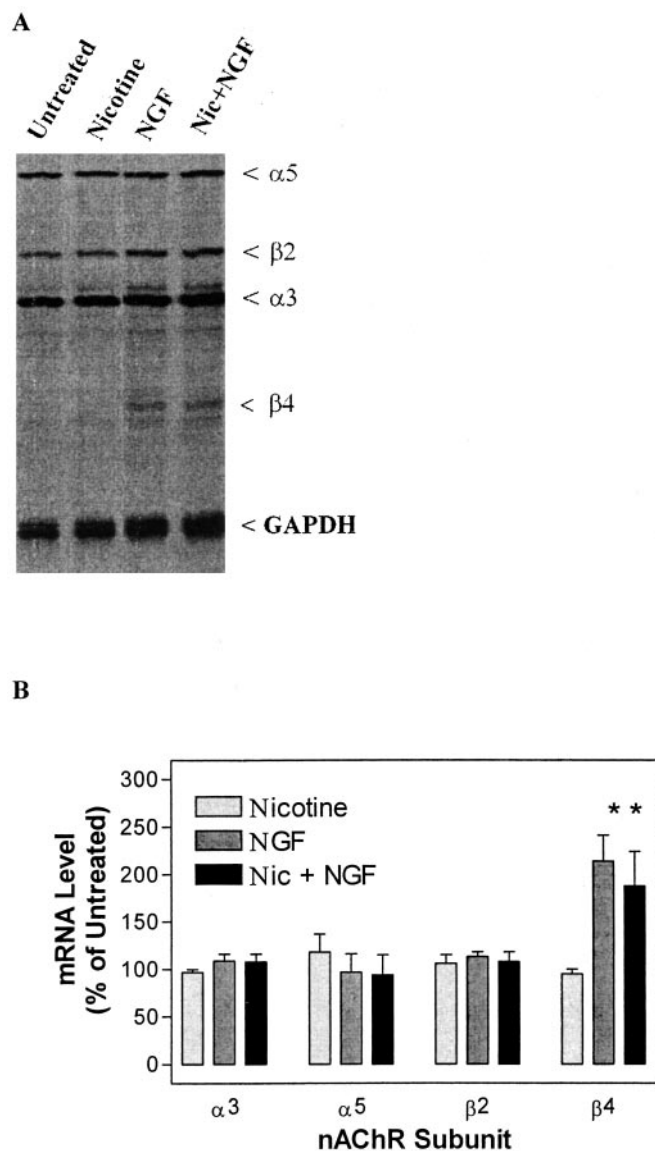 A
Untreated
Nicotine
NGF
Nic+NGF
< α5
< β2
< α3
< β4
< GAPDH
B
mRNA Level
(% of Untreated)
300
250
200
150
100
50
0
Nicotine
NGF
Nic + NGF
* *
α3 α5 β2 β4
nAChR Subunit